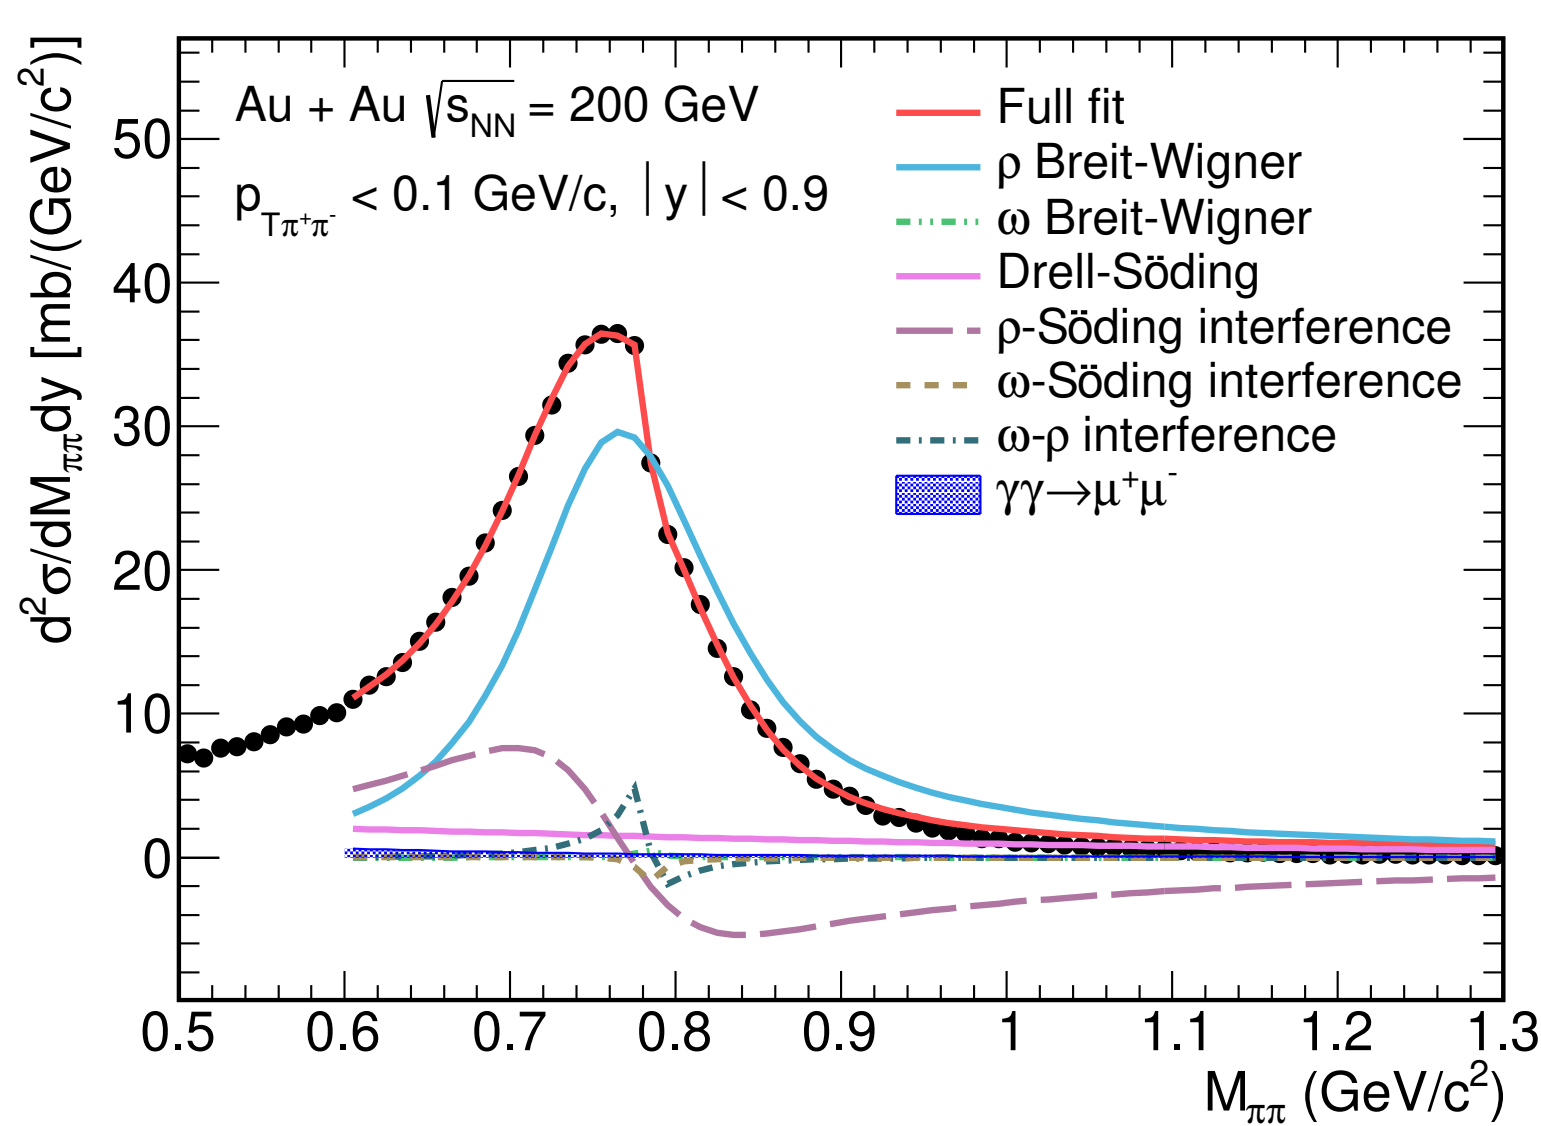 d²σ/dM_ππdy [mb/(GeV/c²)]
Au + Au √s_NN = 200 GeV
p_Tπ⁺π⁻ < 0.1 GeV/c, |y| < 0.9
Full fit
ρ Breit-Wigner
ω Breit-Wigner
Drell-Söding
ρ-Söding interference
ω-Söding interference
ω-ρ interference
γγ→μ⁺μ⁻
50
40
30
20
10
0
0.5 0.6 0.7 0.8 0.9 1 1.1 1.2 1.3
M_ππ (GeV/c²)